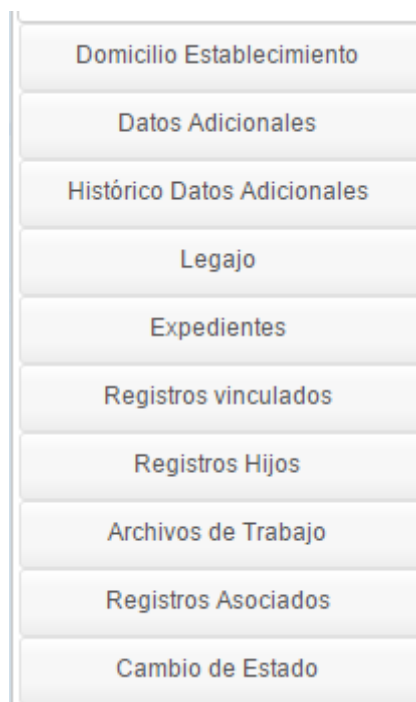 Domicilio Establecimiento
Datos Adicionales
Histórico Datos Adicionales
Legajo
Expedientes
Registros vinculados
Registros Hijos
Archivos de Trabajo
Registros Asociados
Cambio de Estado